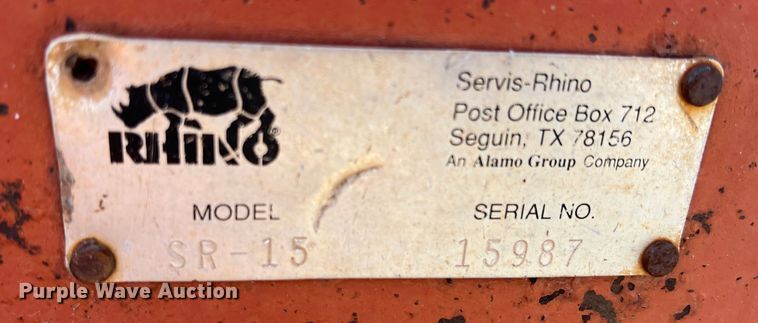 RHINO®
Servis-Rhino
Post Office Box 712
Seguin, TX 78156
An Alamo Group Company
MODEL
SERIAL NO.
SR-15
15987
Purple Wave Auction